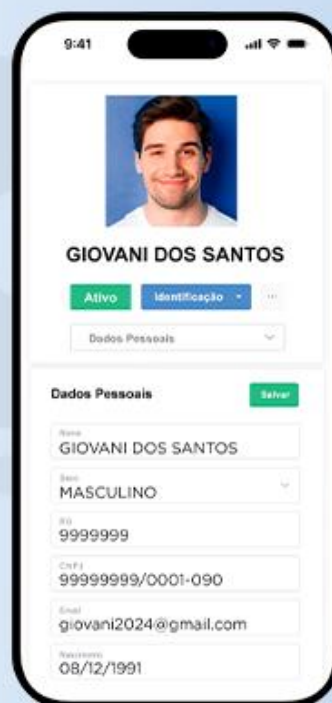 9:41
GIOVANI DOS SANTOS
Ativo
Identificação
...
Dados Pessoais
Dados Pessoais
Salvar
Nome
GIOVANI DOS SANTOS
Sexo
MASCULINO
RG
9999999
CNPJ
99999999/0001-090
Email
giovani2024@gmail.com
Nascimento
08/12/1991